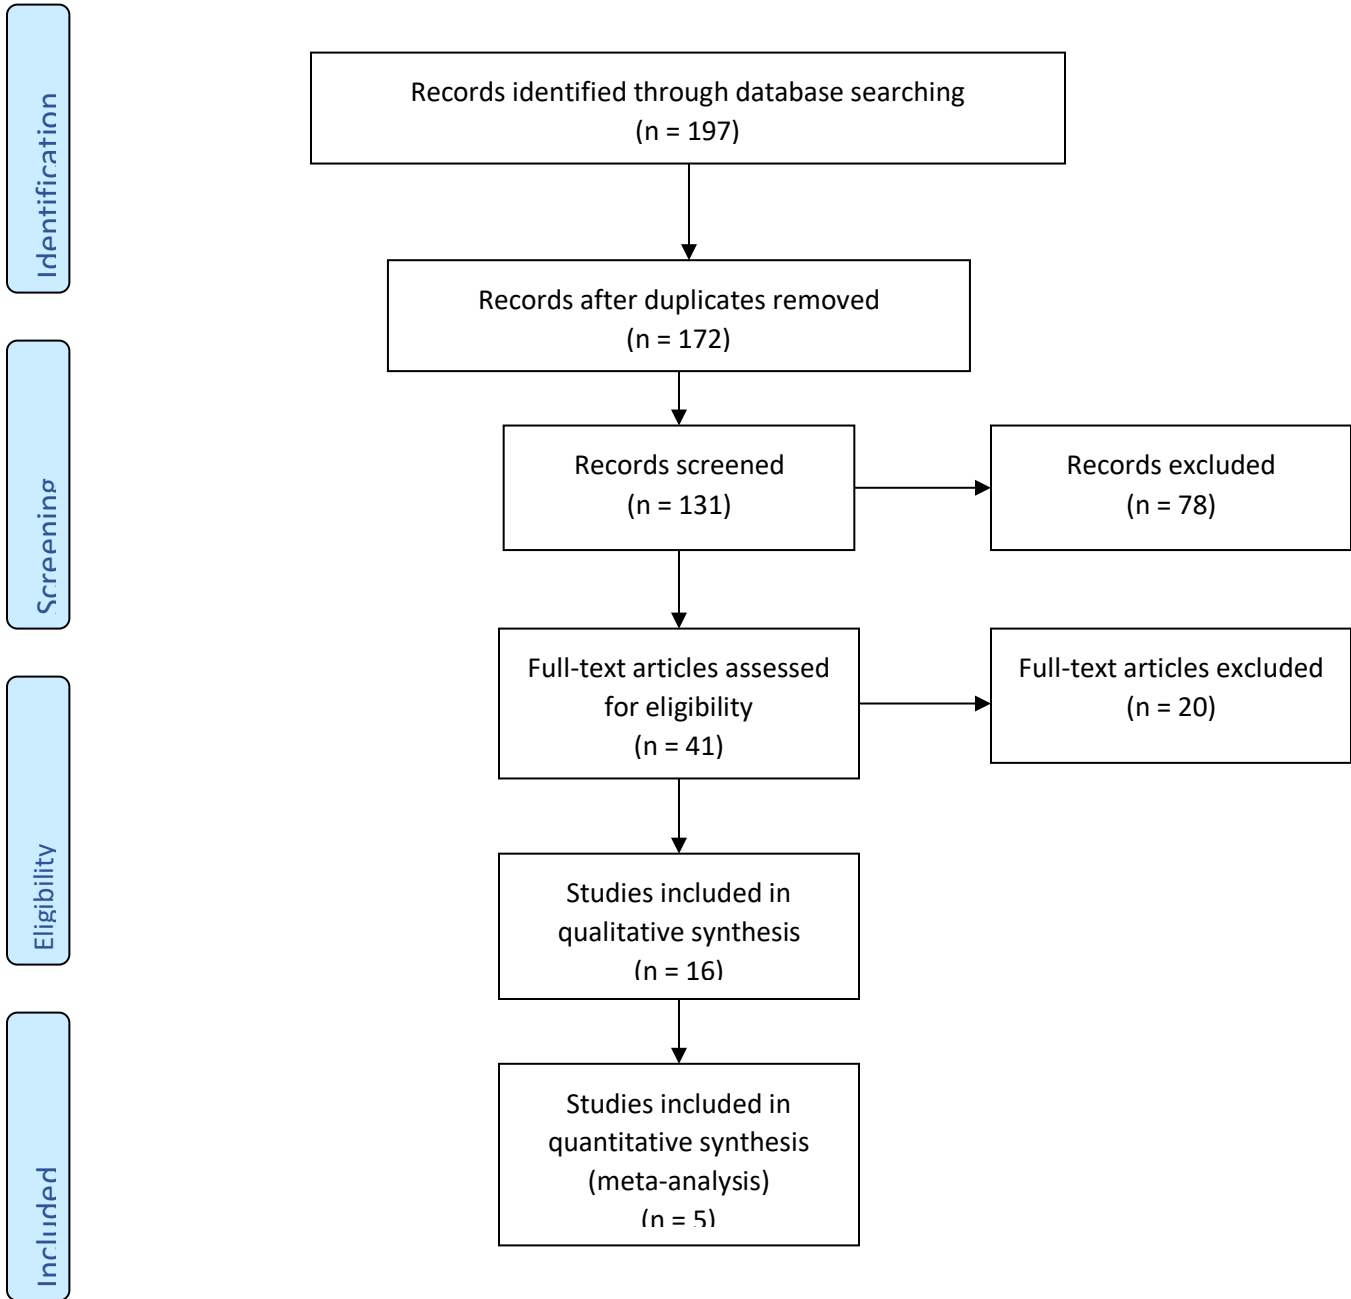 Identification
Records identified through database searching
(n = 197)
Records after duplicates removed
(n = 172)
Screening
Records screened
(n = 131)
Records excluded
(n = 78)
Full-text articles assessed
for eligibility
(n = 41)
Full-text articles excluded
(n = 20)
Eligibility
Studies included in
qualitative synthesis
(n = 16)
Included
Studies included in
quantitative synthesis
(meta-analysis)
(n = 5)